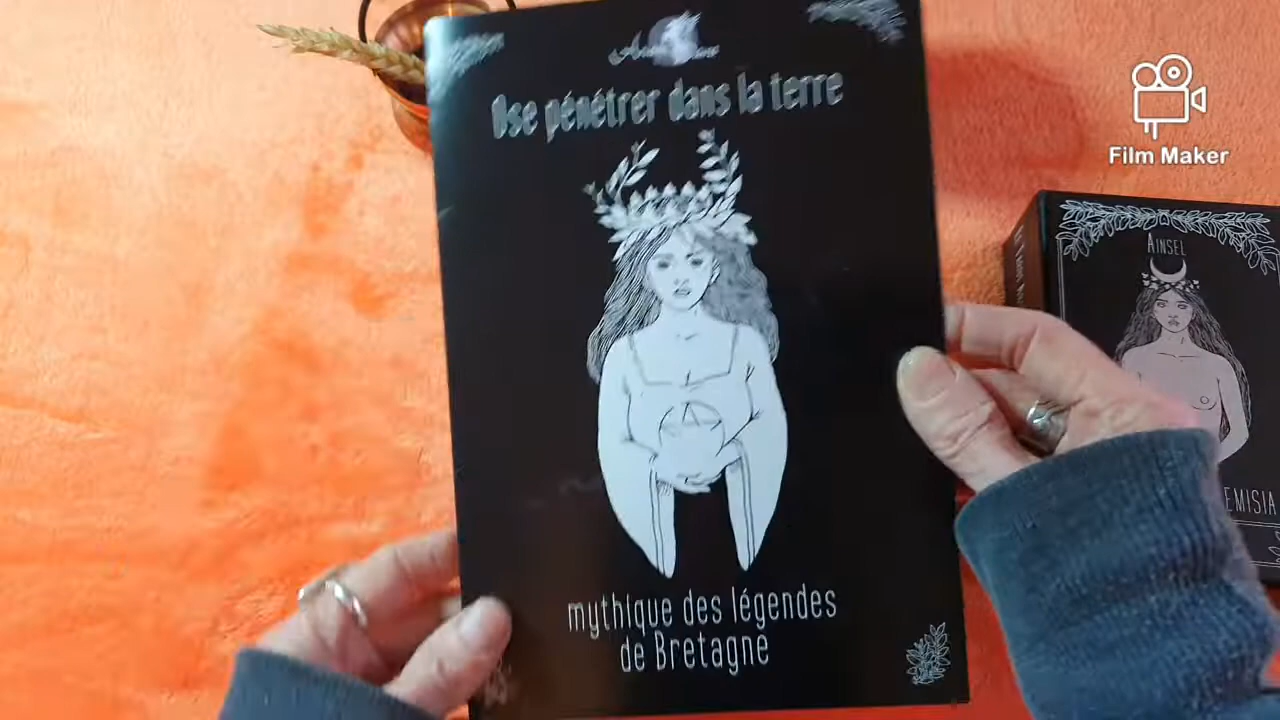 Ose pénétrer dans la terre
mythique des légendes
de Bretagne
Film Maker
AINSEL
EMISIA